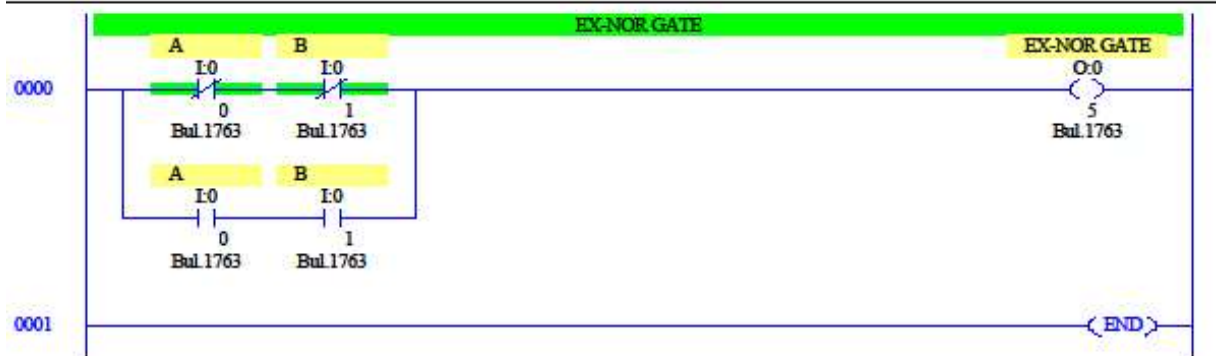 EX-NOR GATE
A B EX-NOR GATE
I:0 I:0 O:0
0000
0 1 5
Bul.1763 Bul.1763 Bul.1763
A B
I:0 I:0
0 1
Bul.1763 Bul.1763
0001 END